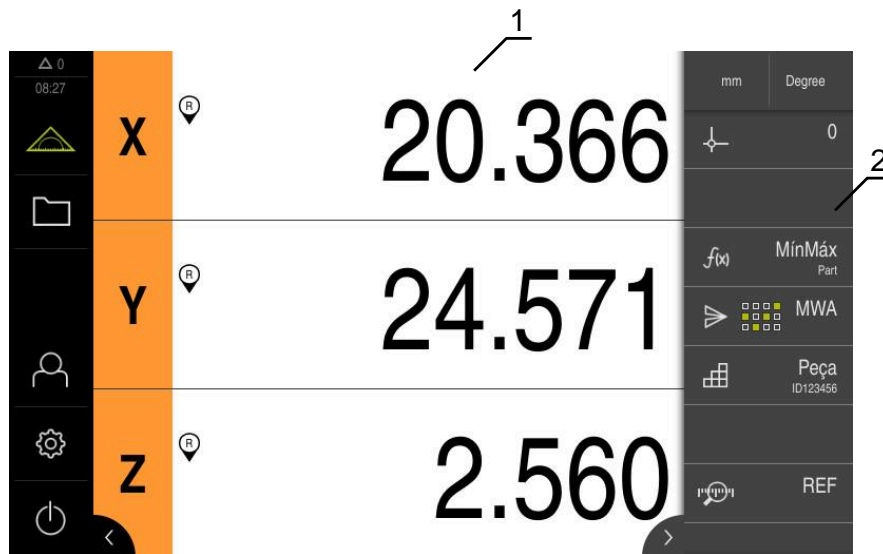 1
0
08:27
X
R
20.366
mm
Degree
0
2
Y
R
24.571
f(x)
MínMáx
Part
MWA
Peça
ID123456
Z
R
2.560
REF